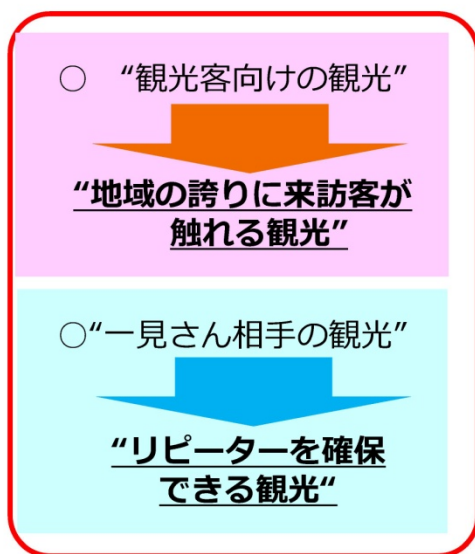 ○ “観光客向けの観光”
“地域の誇りに来訪客が
触れる観光”
○“一見さん相手の観光”
“リピーターを確保
できる観光“